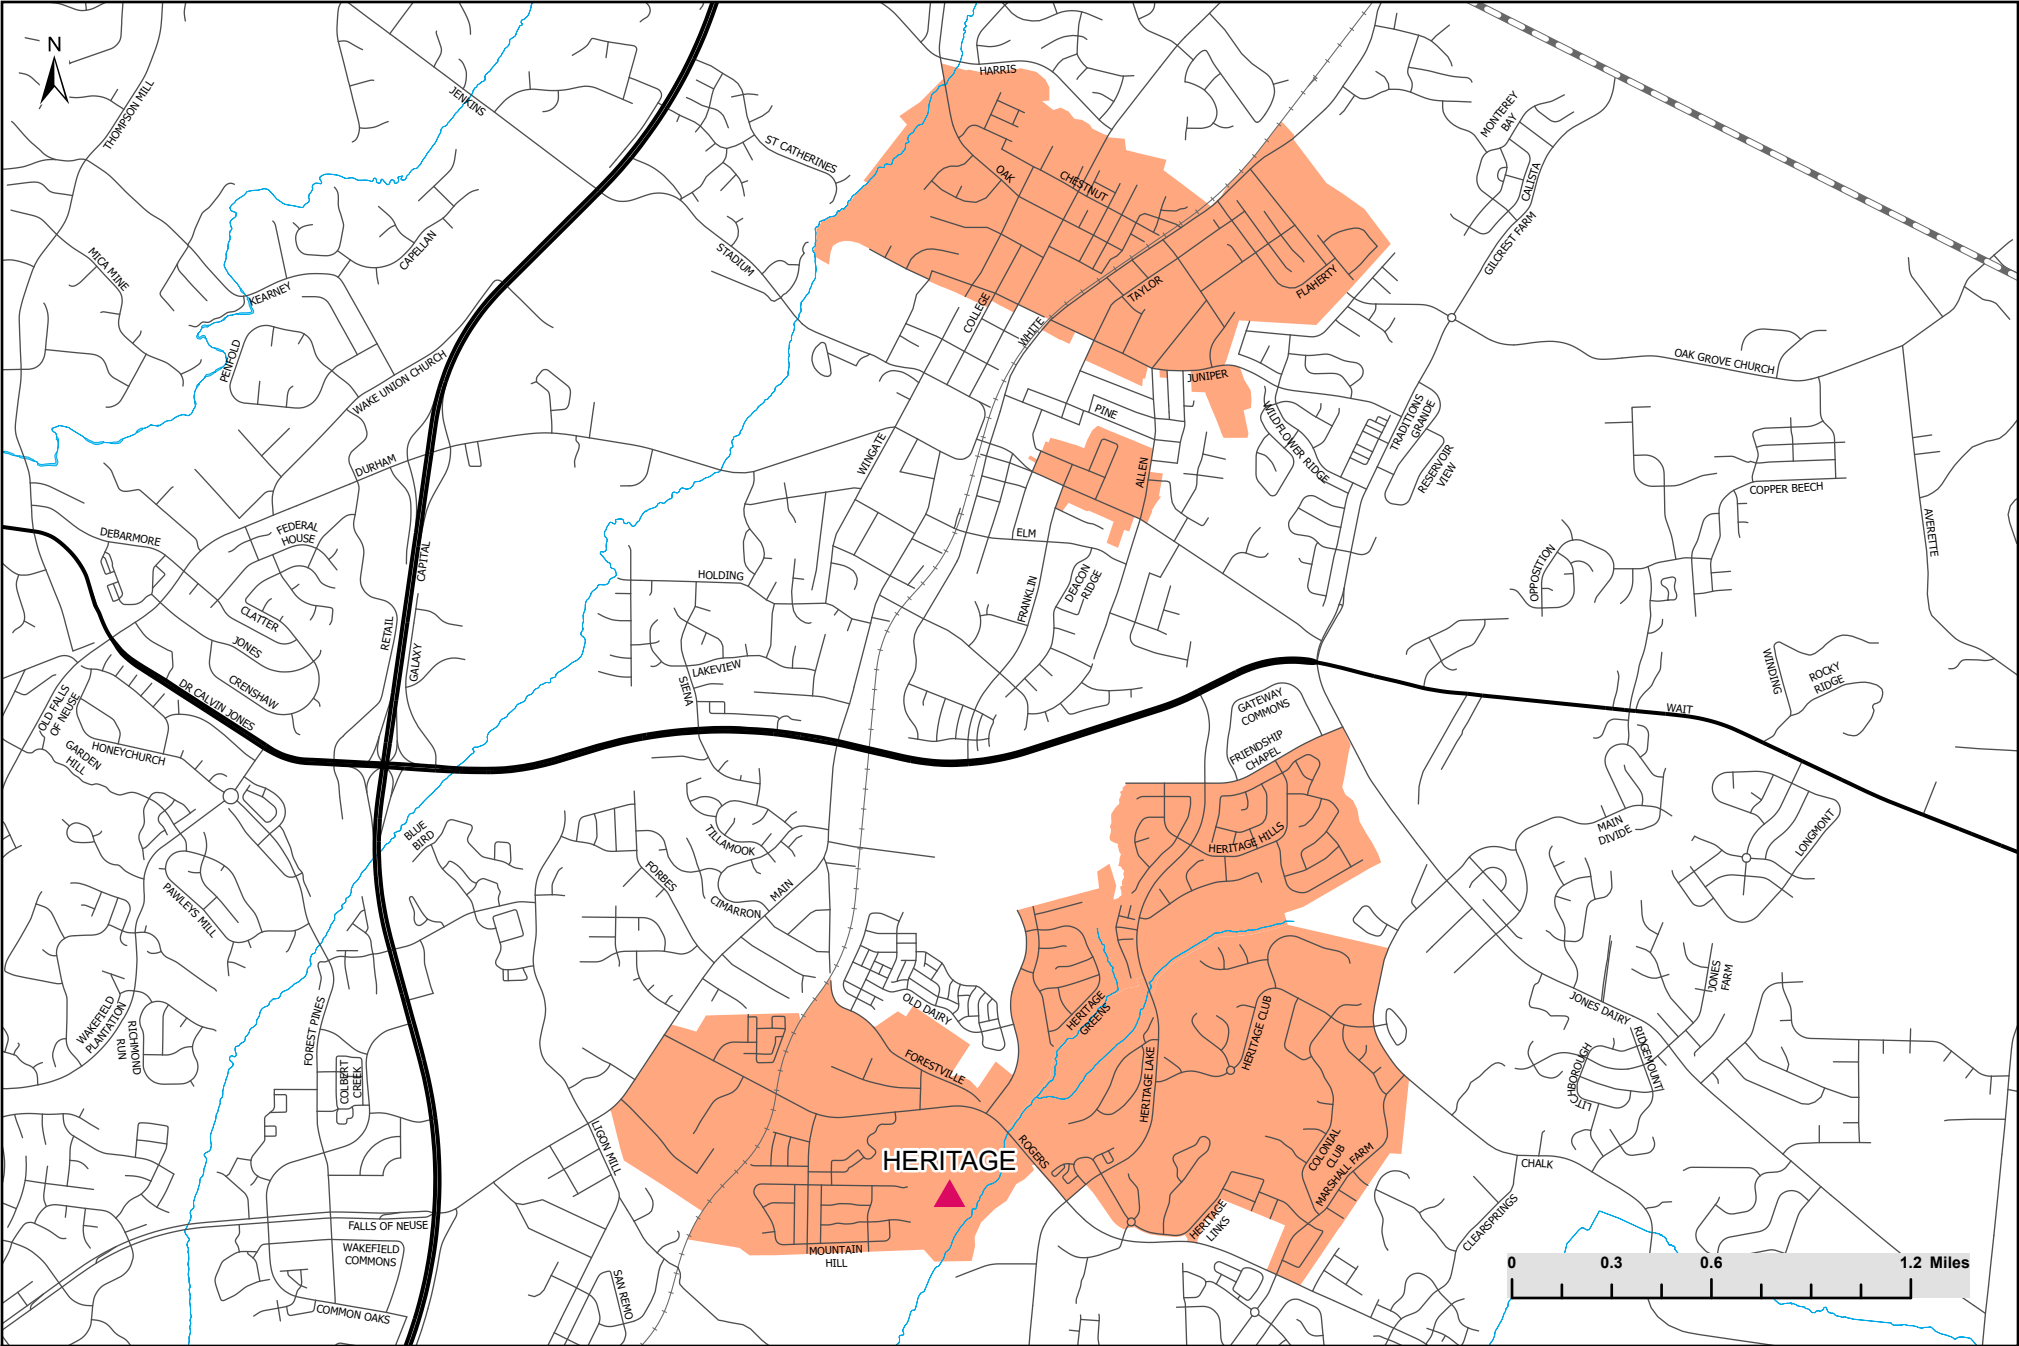 N
HARRIS
THOMPSON MILL
JENKINS
MONTEREY
BAY
ST CATHERINES
OAK
CHESTNUT
CALISTA
GILCREST FARM
CAPELLAN
STADIUM
MICA MINE
KEARNEY
TAYLOR
FLAHERTY
COLLEGE
WHITE
PENFOLD
WAKE UNION CHURCH
OAK GROVE CHURCH
JUNIPER
PINE
WILDFLOWER RIDGE
TRADITIONS
GRANDE
RESERVOIR
VIEW
WINGATE
DURHAM
ALLEN
COPPER BEECH
AVERETTE
DEBARMORE
FEDERAL
HOUSE
CAPITAL
ELM
OPPOSITION
HOLDING
DEACON
RIDGE
FRANKLIN
CLATTER
JONES
RETAIL
GALAXY
LAKEVIEW
SIENA
CRENSHAW
DR CALVIN JONES
OLD FALLS
OF NEUSE
WINDING
ROCKY
RIDGE
GATEWAY
COMMONS
WAIT
FRIENDSHIP
CHAPEL
HONEYCHURCH
GARDEN
HILL
BLUE
BIRD
TILLAMOOK
HERITAGE HILLS
MAIN
DIVIDE
LONGMONT
FORBES
MAIN
CIMARRON
PAWLEYS MILL
JONES
FARM
JONES DAIRY
OLD DAIRY
HERITAGE
GREENS
HERITAGE CLUB
WAKEFIELD
PLANTATION
RICHMOND
RUN
FOREST PINES
COLBERT
CREEK
FORESTVILLE
HERITAGE LAKE
RIDGEMOUNT
LITCHBOROUGH
LIGON MILL
ROGERS
HERITAGE
COLONIAL
CLUB
MARSHALL FARM
CHALK
CLEARSPRINGS
HERITAGE
LINKS
FALLS OF NEUSE
WAKEFIELD
COMMONS
MOUNTAIN
HILL
SAN REMO
COMMON OAKS
0 0.3 0.6 1.2 Miles